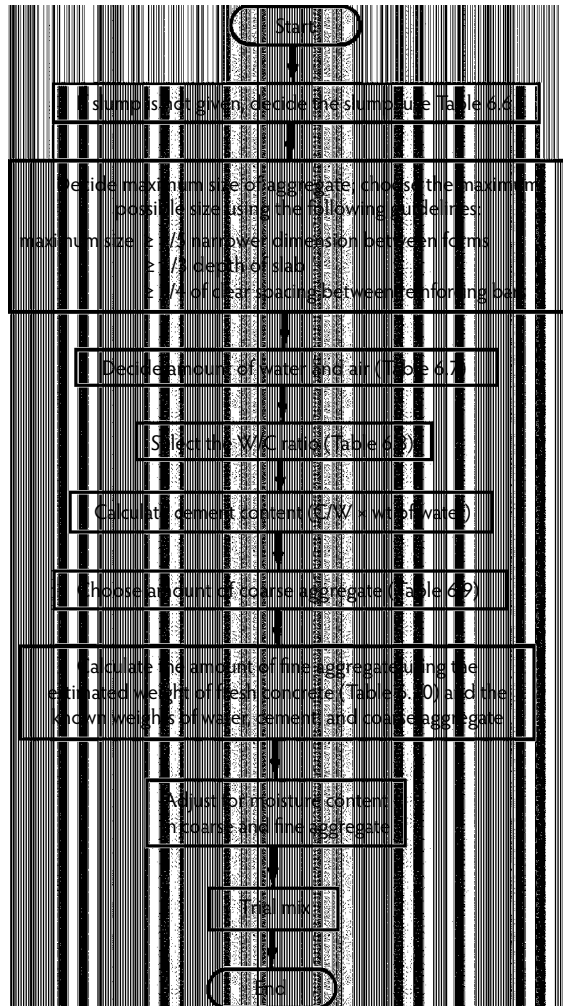 Start
If slump is not given, decide the slump; use Table 6.6
Decide maximum size of aggregate; choose the maximum
possible size using the following guidelines:
maximum size ≥ 1/5 narrower dimension between forms
≥ 1/3 depth of slab
≥ 3/4 of clear spacing between reinforcing bars
Decide amount of water and air (Table 6.7)
Select the W/C ratio (Table 6.8)
Calculate cement content (C/W × wt of water)
Choose amount of coarse aggregate (Table 6.9)
Calculate the amount of fine aggregate using the
estimated weight of fresh concrete (Table 6.10) and the
known weights of water, cement, and coarse aggregate
Adjust for moisture content
in coarse and fine aggregate
Trial mix
End